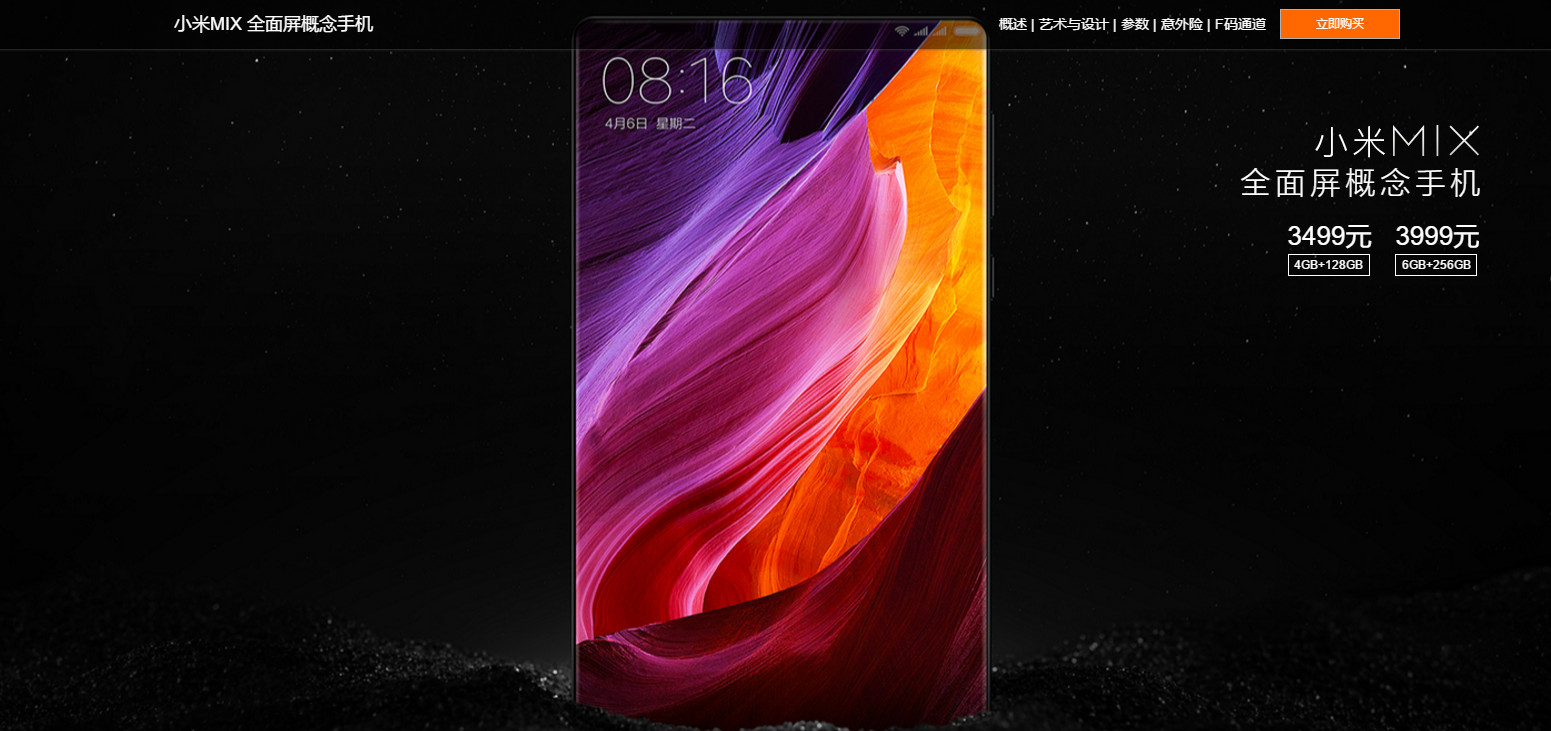 小米MIX 全面屏概念手机
概述 | 艺术与设计 | 参数 | 意外险 | F码通道
立即购买
08:16
4月6日 星期二
小米MIX
全面屏概念手机
3499元 3999元
4GB+128GB 6GB+256GB